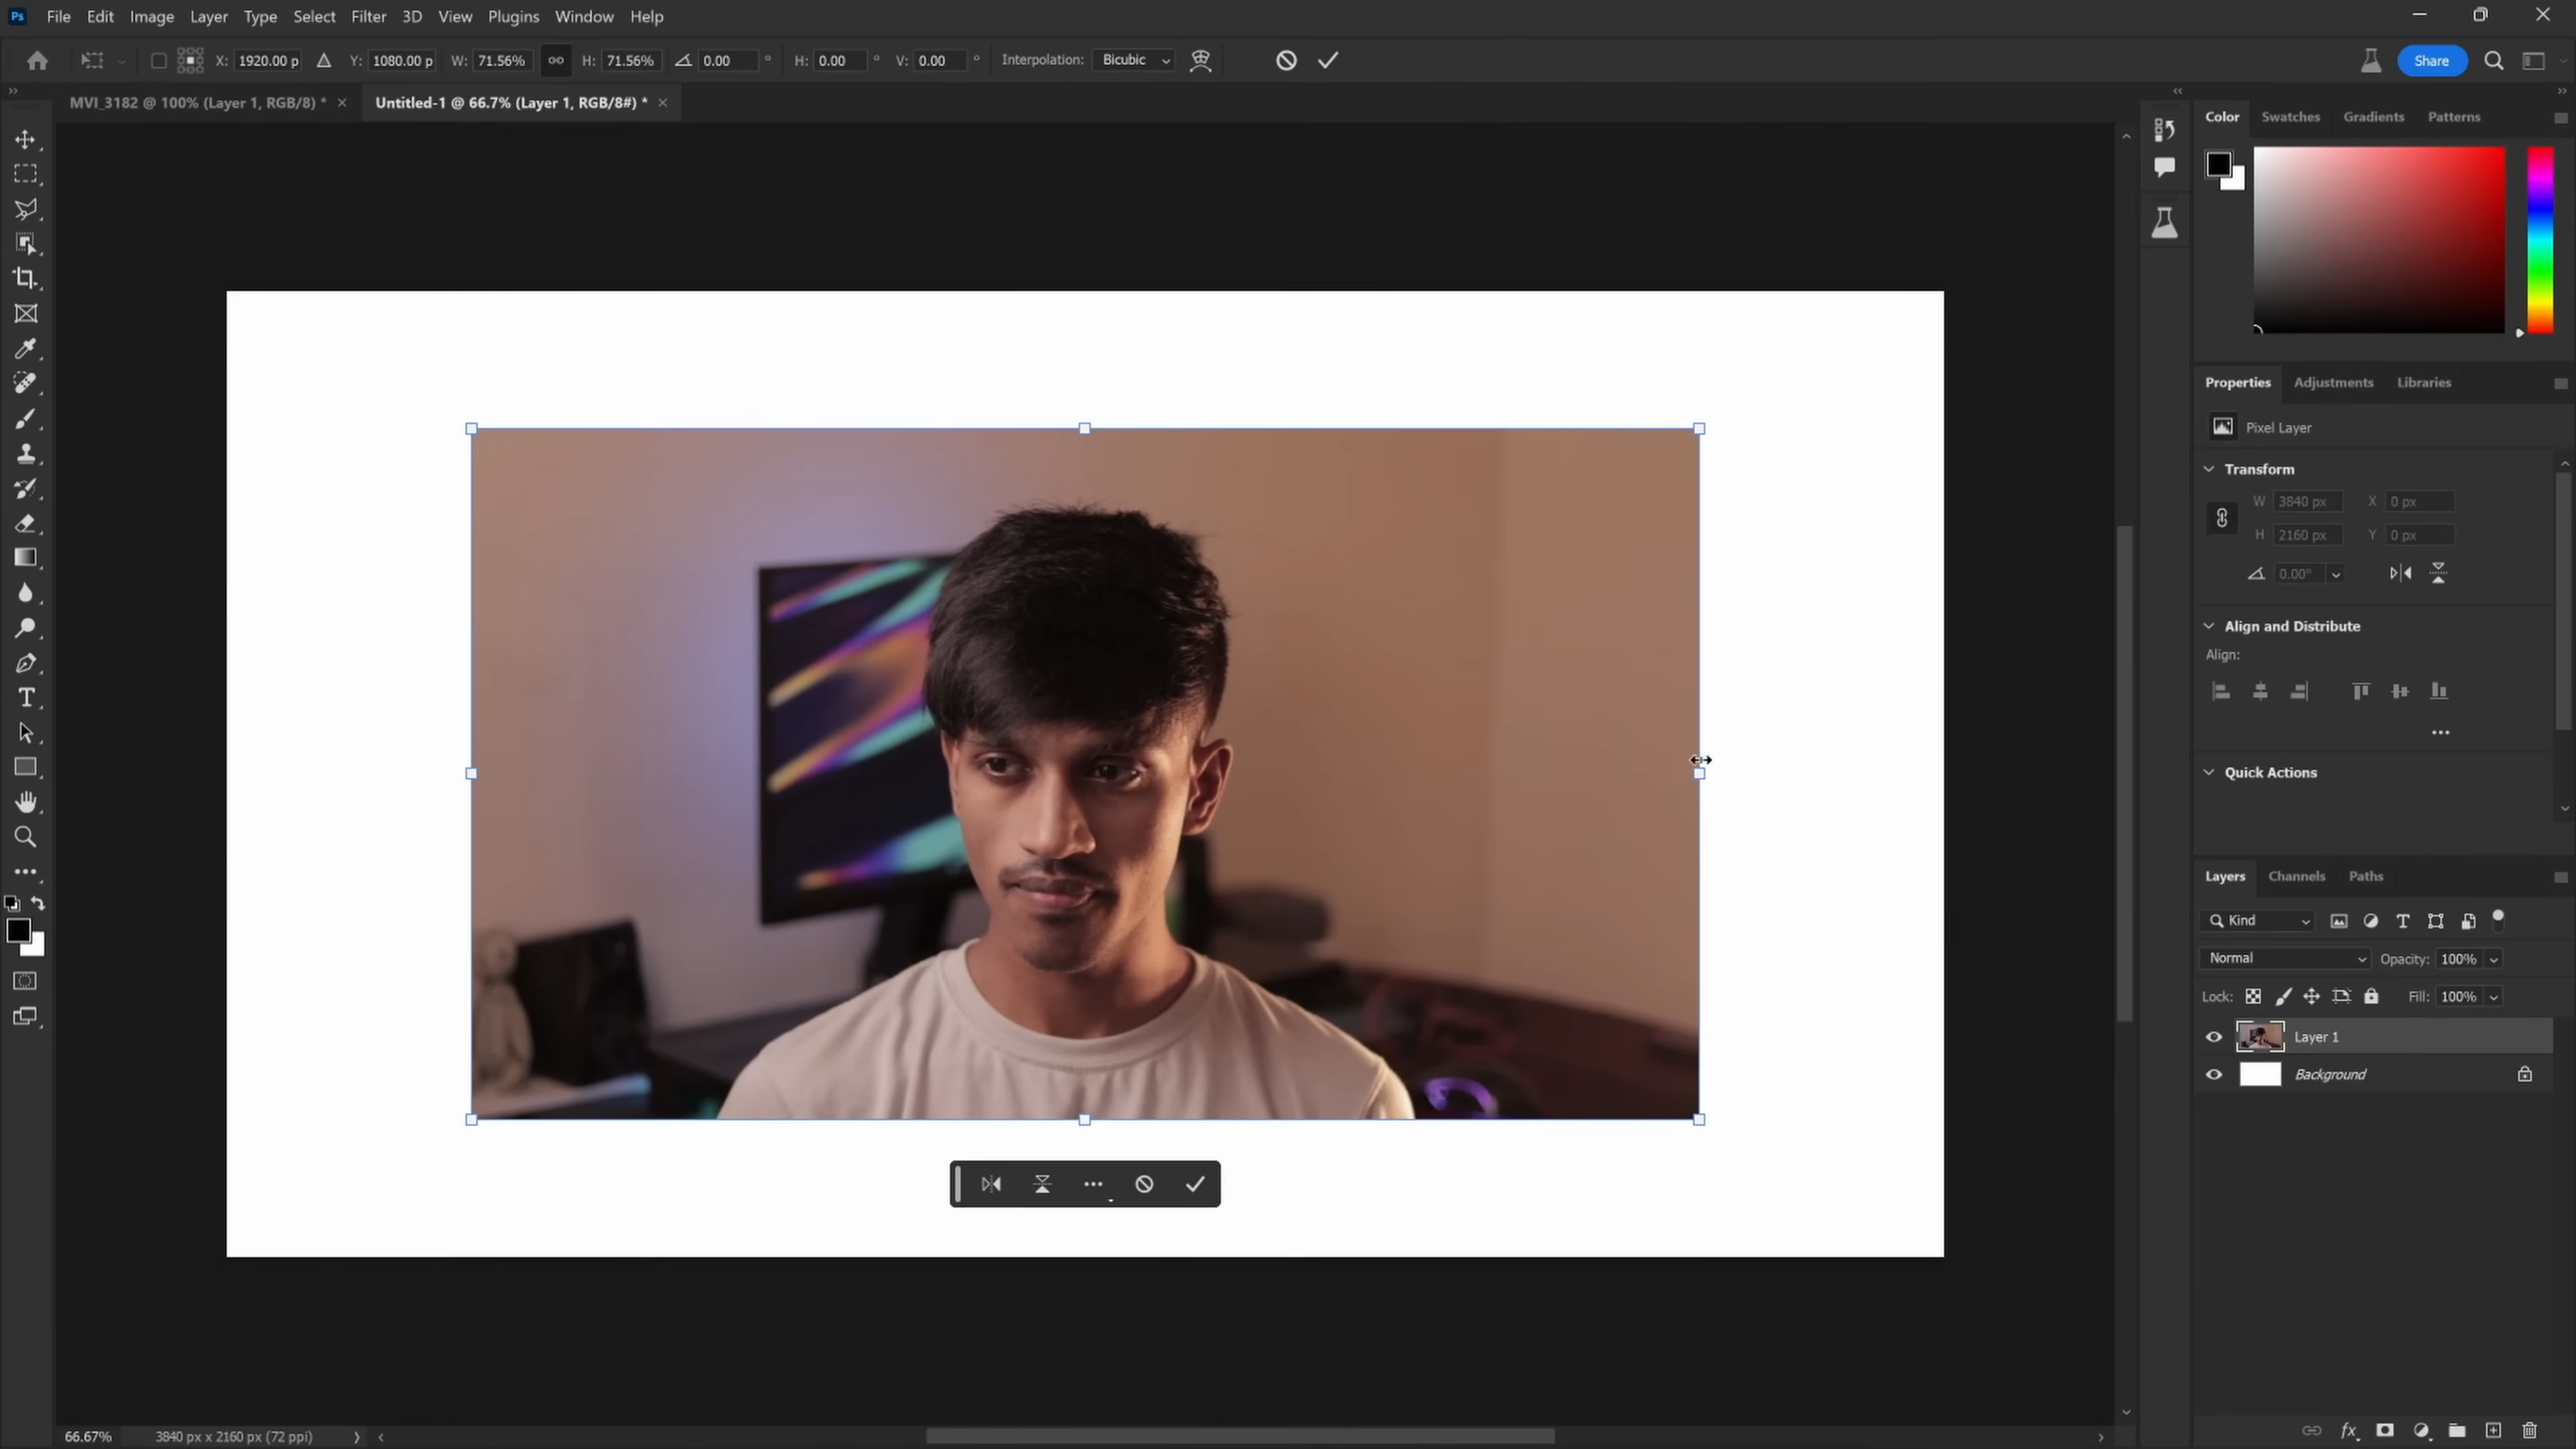 Ps File Edit Image Layer Type Select Filter 3D View Plugins Window Help
X: 1920.00 p Y: 1080.00 p W: 71.56% H: 71.56% 0.00 ° H: 0.00 ° V: 0.00 ° Interpolation: Bicubic Share
MVI_3182 @ 100% (Layer 1, RGB/8) * × Untitled-1 @ 66.7% (Layer 1, RGB/8#) * ×
Color Swatches Gradients Patterns
Properties Adjustments Libraries
Pixel Layer
Transform
W 3840 px X 0 px
H 2160 px Y 0 px
0.00°
Align and Distribute
Align:
Quick Actions
Layers Channels Paths
Kind
Normal Opacity: 100%
Lock: Fill: 100%
Layer 1
Background
fx
66.67% 3840 px x 2160 px (72 ppi)